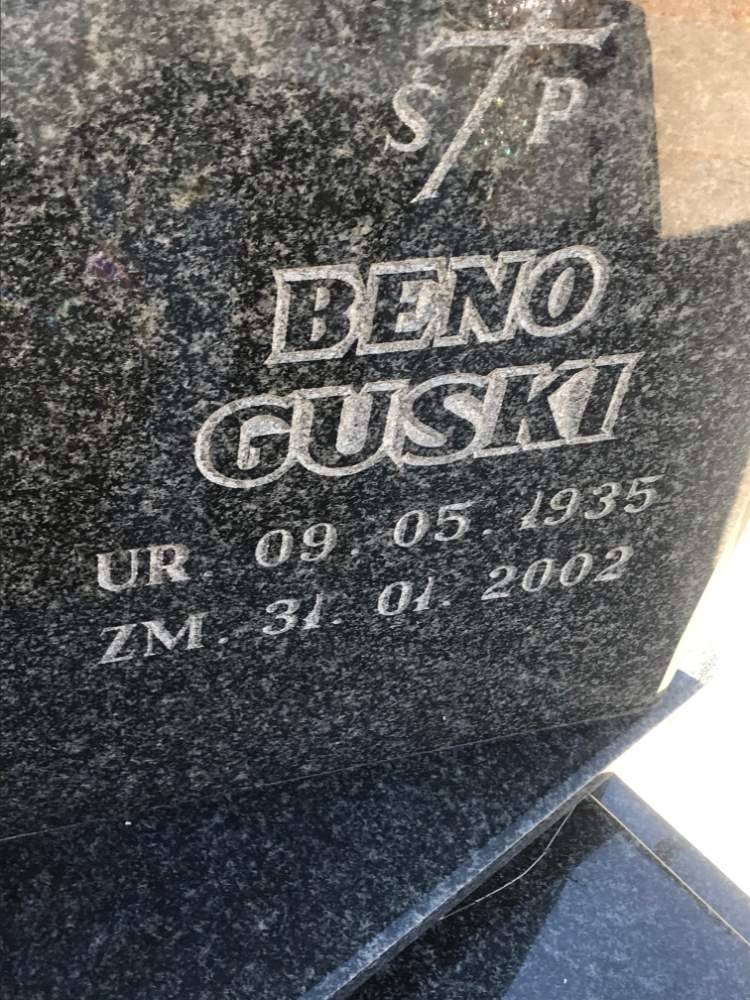 Ś P
BENO
GUSKI
UR. 09. 05. 1935
ZM. 31. 01. 2002